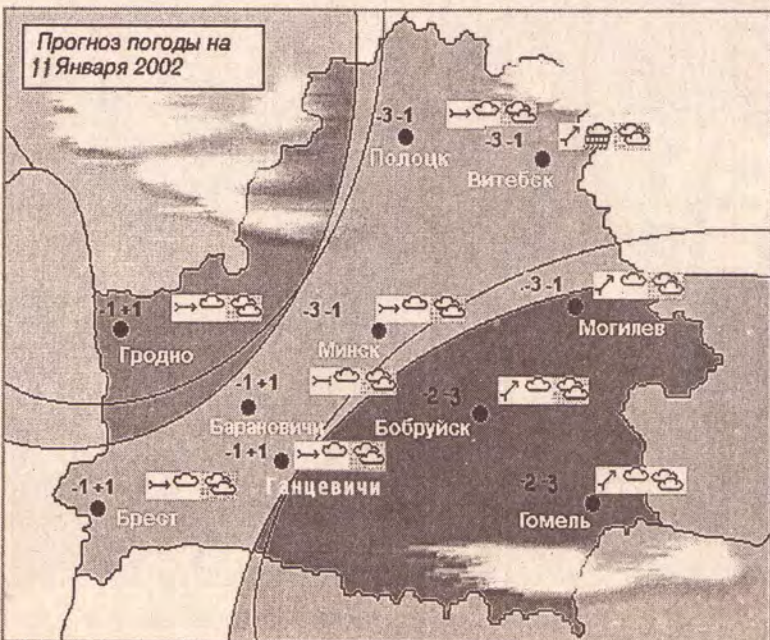 Прогноз погоды на
11 Января 2002
-3-1
Полоцк
-3-1
Витебск
-1+1
Гродно
-3-1
Минск
-3-1
Могилев
-1+1
Барановичи
-2-3
Бобруйск
-1+1
Ганцевичи
-1+1
Брест
-2-3
Гомель